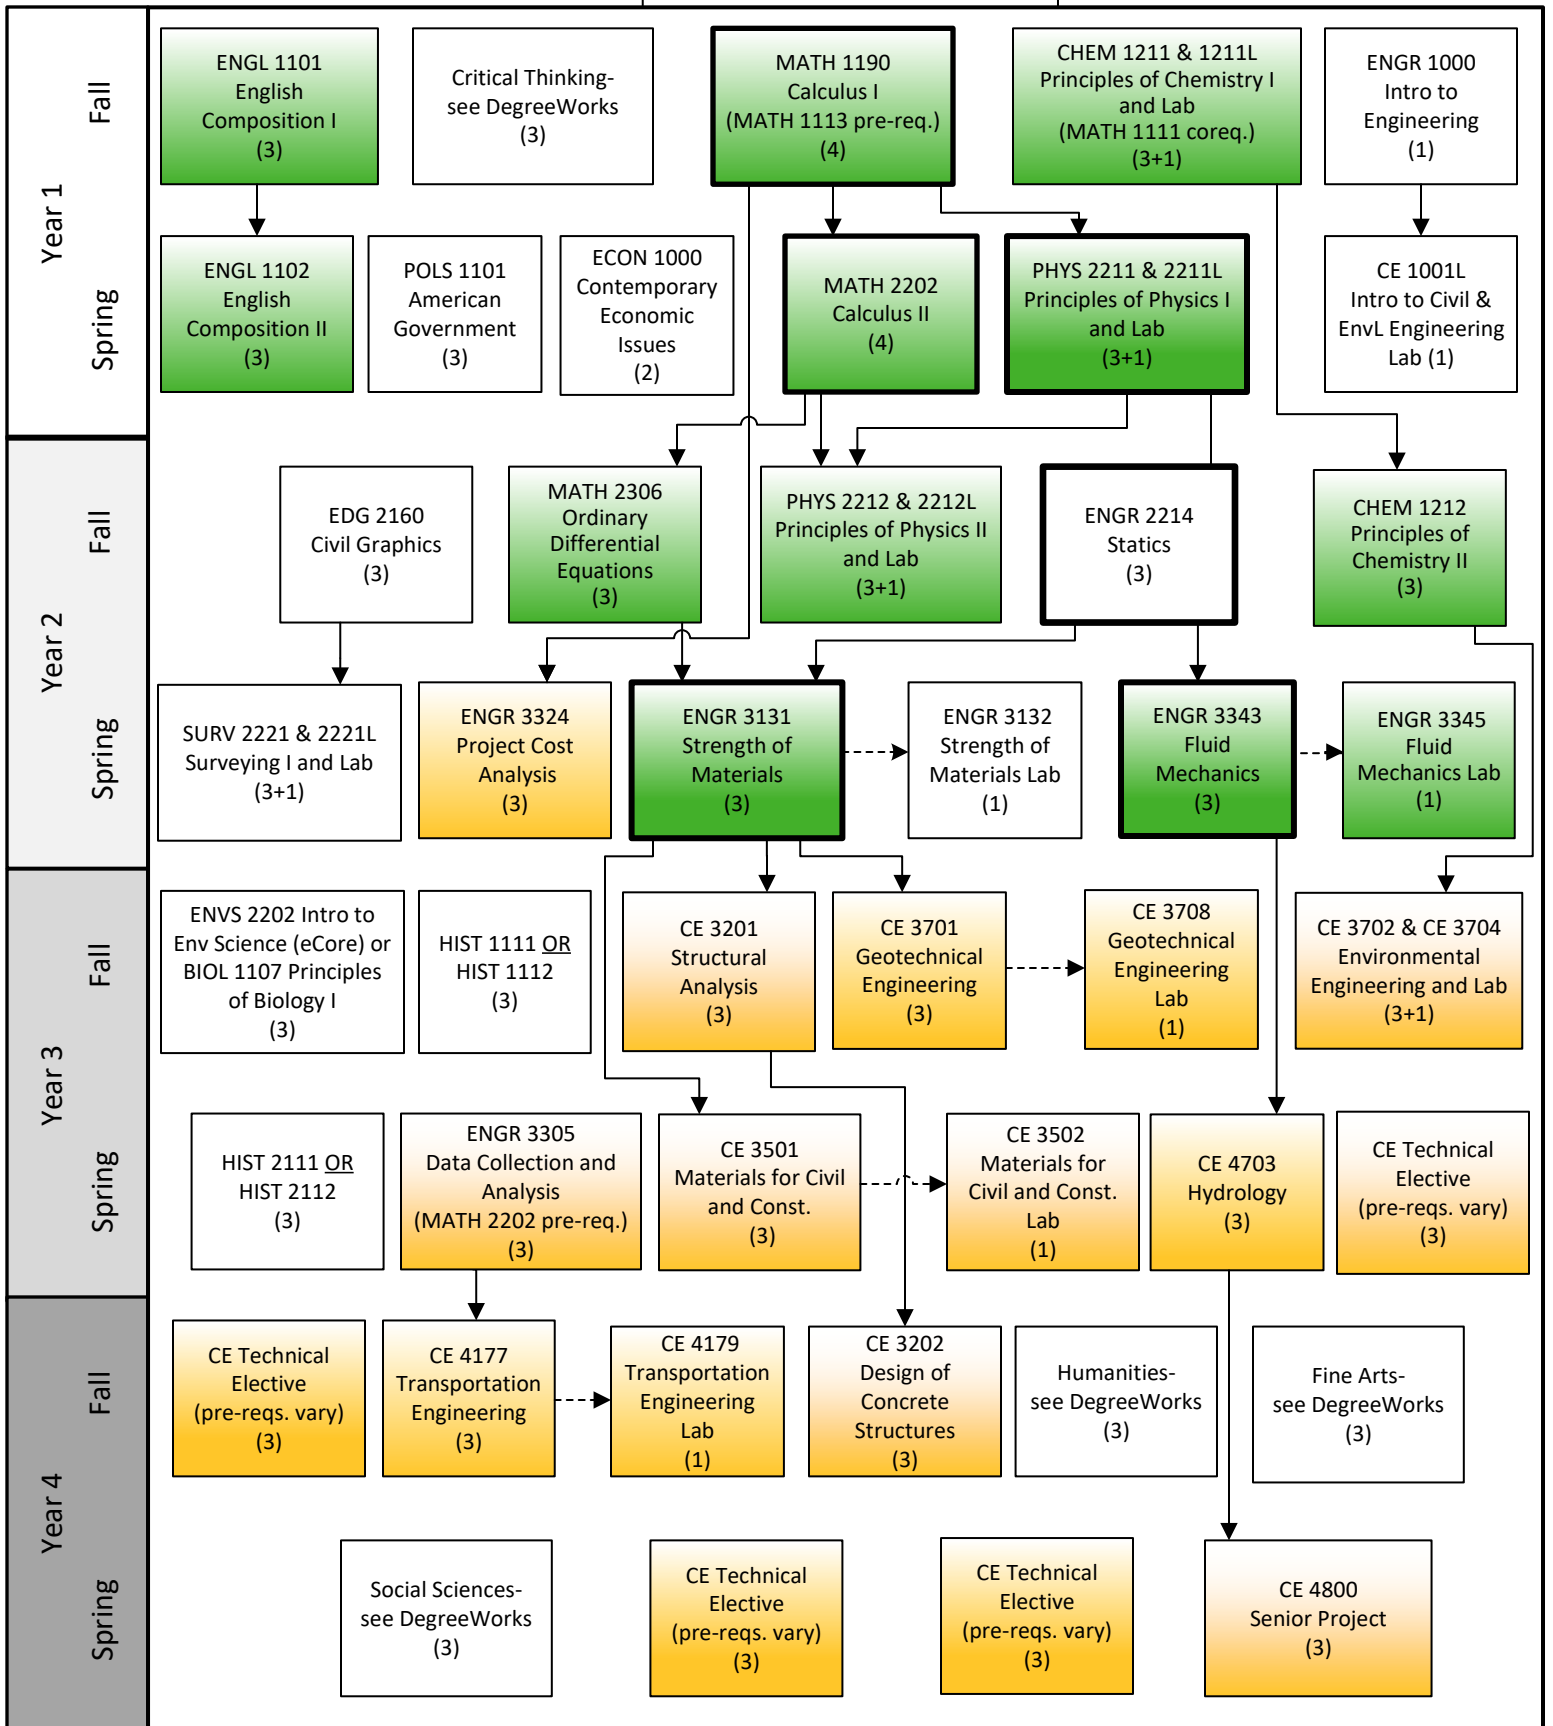 Year 1
Fall
ENGL 1101
English
Composition I
(3)
Critical Thinking-
see DegreeWorks
(3)
MATH 1190
Calculus I
(MATH 1113 pre-req.)
(4)
CHEM 1211 & 1211L
Principles of Chemistry I
and Lab
(MATH 1111 coreq.)
(3+1)
ENGR 1000
Intro to
Engineering
(1)
Spring
ENGL 1102
English
Composition II
(3)
POLS 1101
American
Government
(3)
ECON 1000
Contemporary
Economic
Issues
(2)
MATH 2202
Calculus II
(4)
PHYS 2211 & 2211L
Principles of Physics I
and Lab
(3+1)
CE 1001L
Intro to Civil &
EnvL Engineering
Lab (1)
Year 2
Fall
EDG 2160
Civil Graphics
(3)
MATH 2306
Ordinary
Differential
Equations
(3)
PHYS 2212 & 2212L
Principles of Physics II
and Lab
(3+1)
ENGR 2214
Statics
(3)
CHEM 1212
Principles of
Chemistry II
(3)
Spring
SURV 2221 & 2221L
Surveying I and Lab
(3+1)
ENGR 3324
Project Cost
Analysis
(3)
ENGR 3131
Strength of
Materials
(3)
ENGR 3132
Strength of
Materials Lab
(1)
ENGR 3343
Fluid
Mechanics
(3)
ENGR 3345
Fluid
Mechanics Lab
(1)
Year 3
Fall
ENVS 2202 Intro to
Env Science (eCore) or
BIOL 1107 Principles
of Biology I
(3)
HIST 1111 OR
HIST 1112
(3)
CE 3201
Structural
Analysis
(3)
CE 3701
Geotechnical
Engineering
(3)
CE 3708
Geotechnical
Engineering
Lab
(1)
CE 3702 & CE 3704
Environmental
Engineering and Lab
(3+1)
Spring
HIST 2111 OR
HIST 2112
(3)
ENGR 3305
Data Collection and
Analysis
(MATH 2202 pre-req.)
(3)
CE 3501
Materials for Civil
and Const.
(3)
CE 3502
Materials for
Civil and Const.
Lab
(1)
CE 4703
Hydrology
(3)
CE Technical
Elective
(pre-reqs. vary)
(3)
Year 4
Fall
CE Technical
Elective
(pre-reqs. vary)
(3)
CE 4177
Transportation
Engineering
(3)
CE 4179
Transportation
Engineering
Lab
(1)
CE 3202
Design of
Concrete
Structures
(3)
Humanities-
see DegreeWorks
(3)
Fine Arts-
see DegreeWorks
(3)
Spring
Social Sciences-
see DegreeWorks
(3)
CE Technical
Elective
(pre-reqs. vary)
(3)
CE Technical
Elective
(pre-reqs. vary)
(3)
CE 4800
Senior Project
(3)